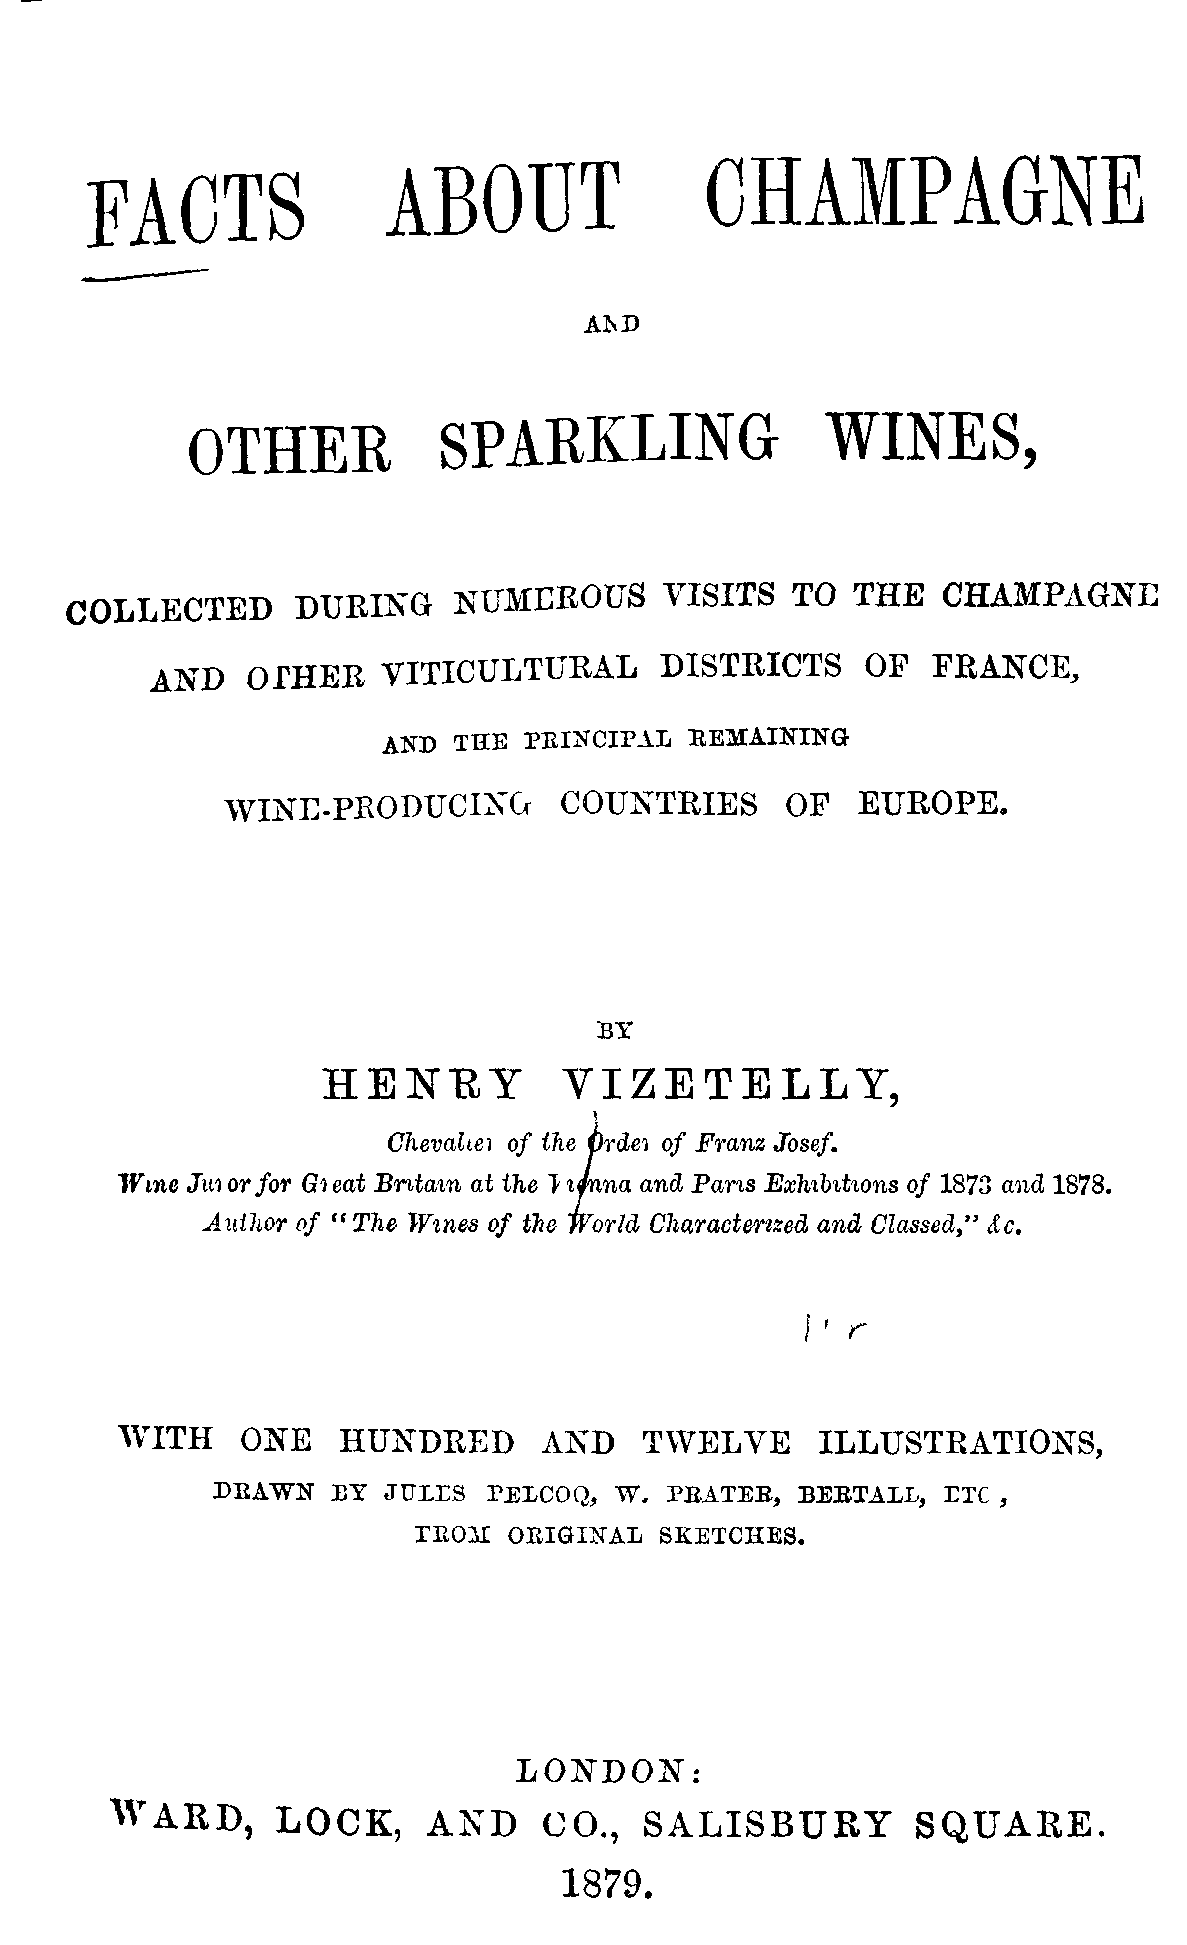 FACTS ABOUT CHAMPAGNE
AND
OTHER SPARKLING WINES,
COLLECTED DURING NUMEROUS VISITS TO THE CHAMPAGNE
AND OTHER VITICULTURAL DISTRICTS OF FRANCE,
AND THE PRINCIPAL REMAINING
WINE-PRODUCING COUNTRIES OF EUROPE.
BY
HENRY VIZETELLY,
Chevalier of the Order of Franz Josef.
Wine Juror for Great Britain at the Vienna and Paris Exhibitions of 1873 and 1878.
Author of “The Wines of the World Characterized and Classed,” &c.
WITH ONE HUNDRED AND TWELVE ILLUSTRATIONS,
DRAWN BY JULES PELCOQ, W. PRATER, BERTALL, ETC ,
FROM ORIGINAL SKETCHES.
LONDON:
WARD, LOCK, AND CO., SALISBURY SQUARE.
1879.